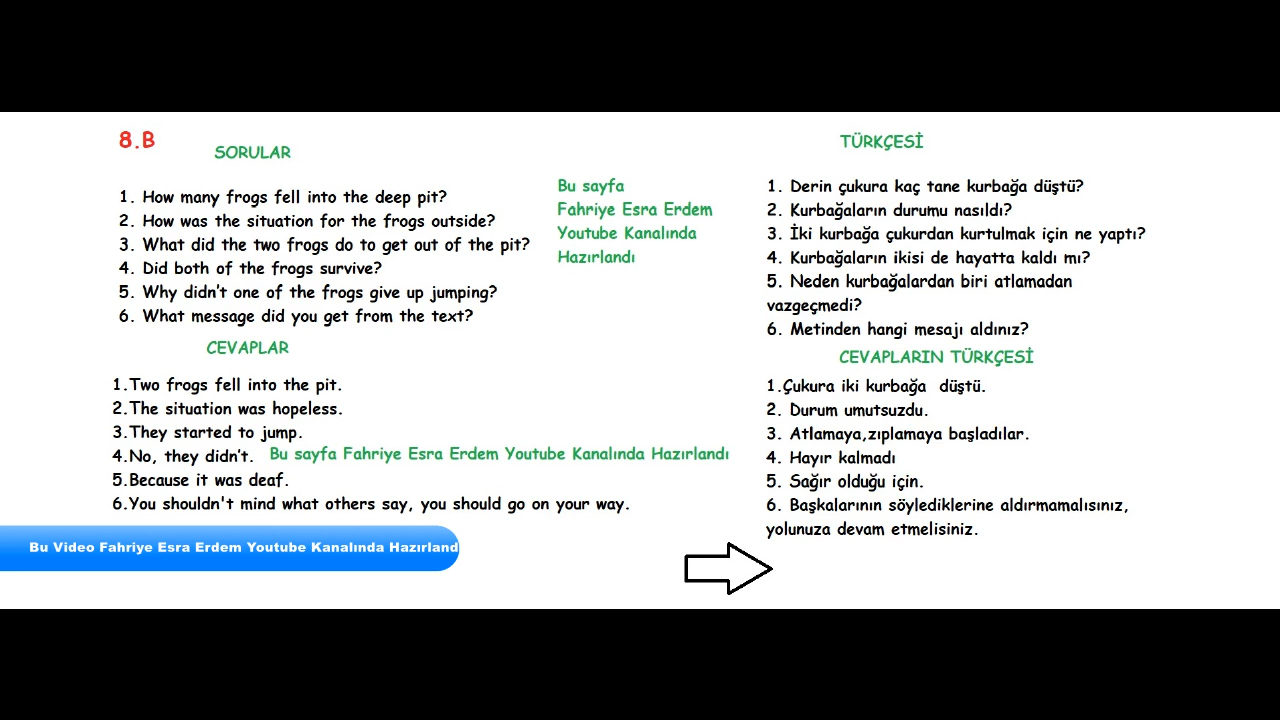 8.B
SORULAR
1. How many frogs fell into the deep pit?
2. How was the situation for the frogs outside?
3. What did the two frogs do to get out of the pit?
4. Did both of the frogs survive?
5. Why didn't one of the frogs give up jumping?
6. What message did you get from the text?
Bu sayfa
Fahriye Esra Erdem
Youtube Kanalında
Hazırlandı
CEVAPLAR
1.Two frogs fell into the pit.
2.The situation was hopeless.
3.They started to jump.
4.No, they didn't.
Bu sayfa Fahriye Esra Erdem Youtube Kanalında Hazırlandı
5.Because it was deaf.
6.You shouldn't mind what others say, you should go on your way.
Bu Video Fahriye Esra Erdem Youtube Kanalında Hazırland
TÜRKÇESİ
1. Derin çukura kaç tane kurbağa düştü?
2. Kurbağaların durumu nasıldı?
3. İki kurbağa çukurdan kurtulmak için ne yaptı?
4. Kurbağaların ikisi de hayatta kaldı mı?
5. Neden kurbağalardan biri atlamadan
vazgeçmedi?
6. Metinden hangi mesajı aldınız?
CEVAPLARIN TÜRKÇESİ
1.Çukura iki kurbağa düştü.
2. Durum umutsuzdu.
3. Atlamaya,zıplamaya başladılar.
4. Hayır kalmadı
5. Sağır olduğu için.
6. Başkalarının söylediklerine aldırmamalısınız,
yolunuza devam etmelisiniz.